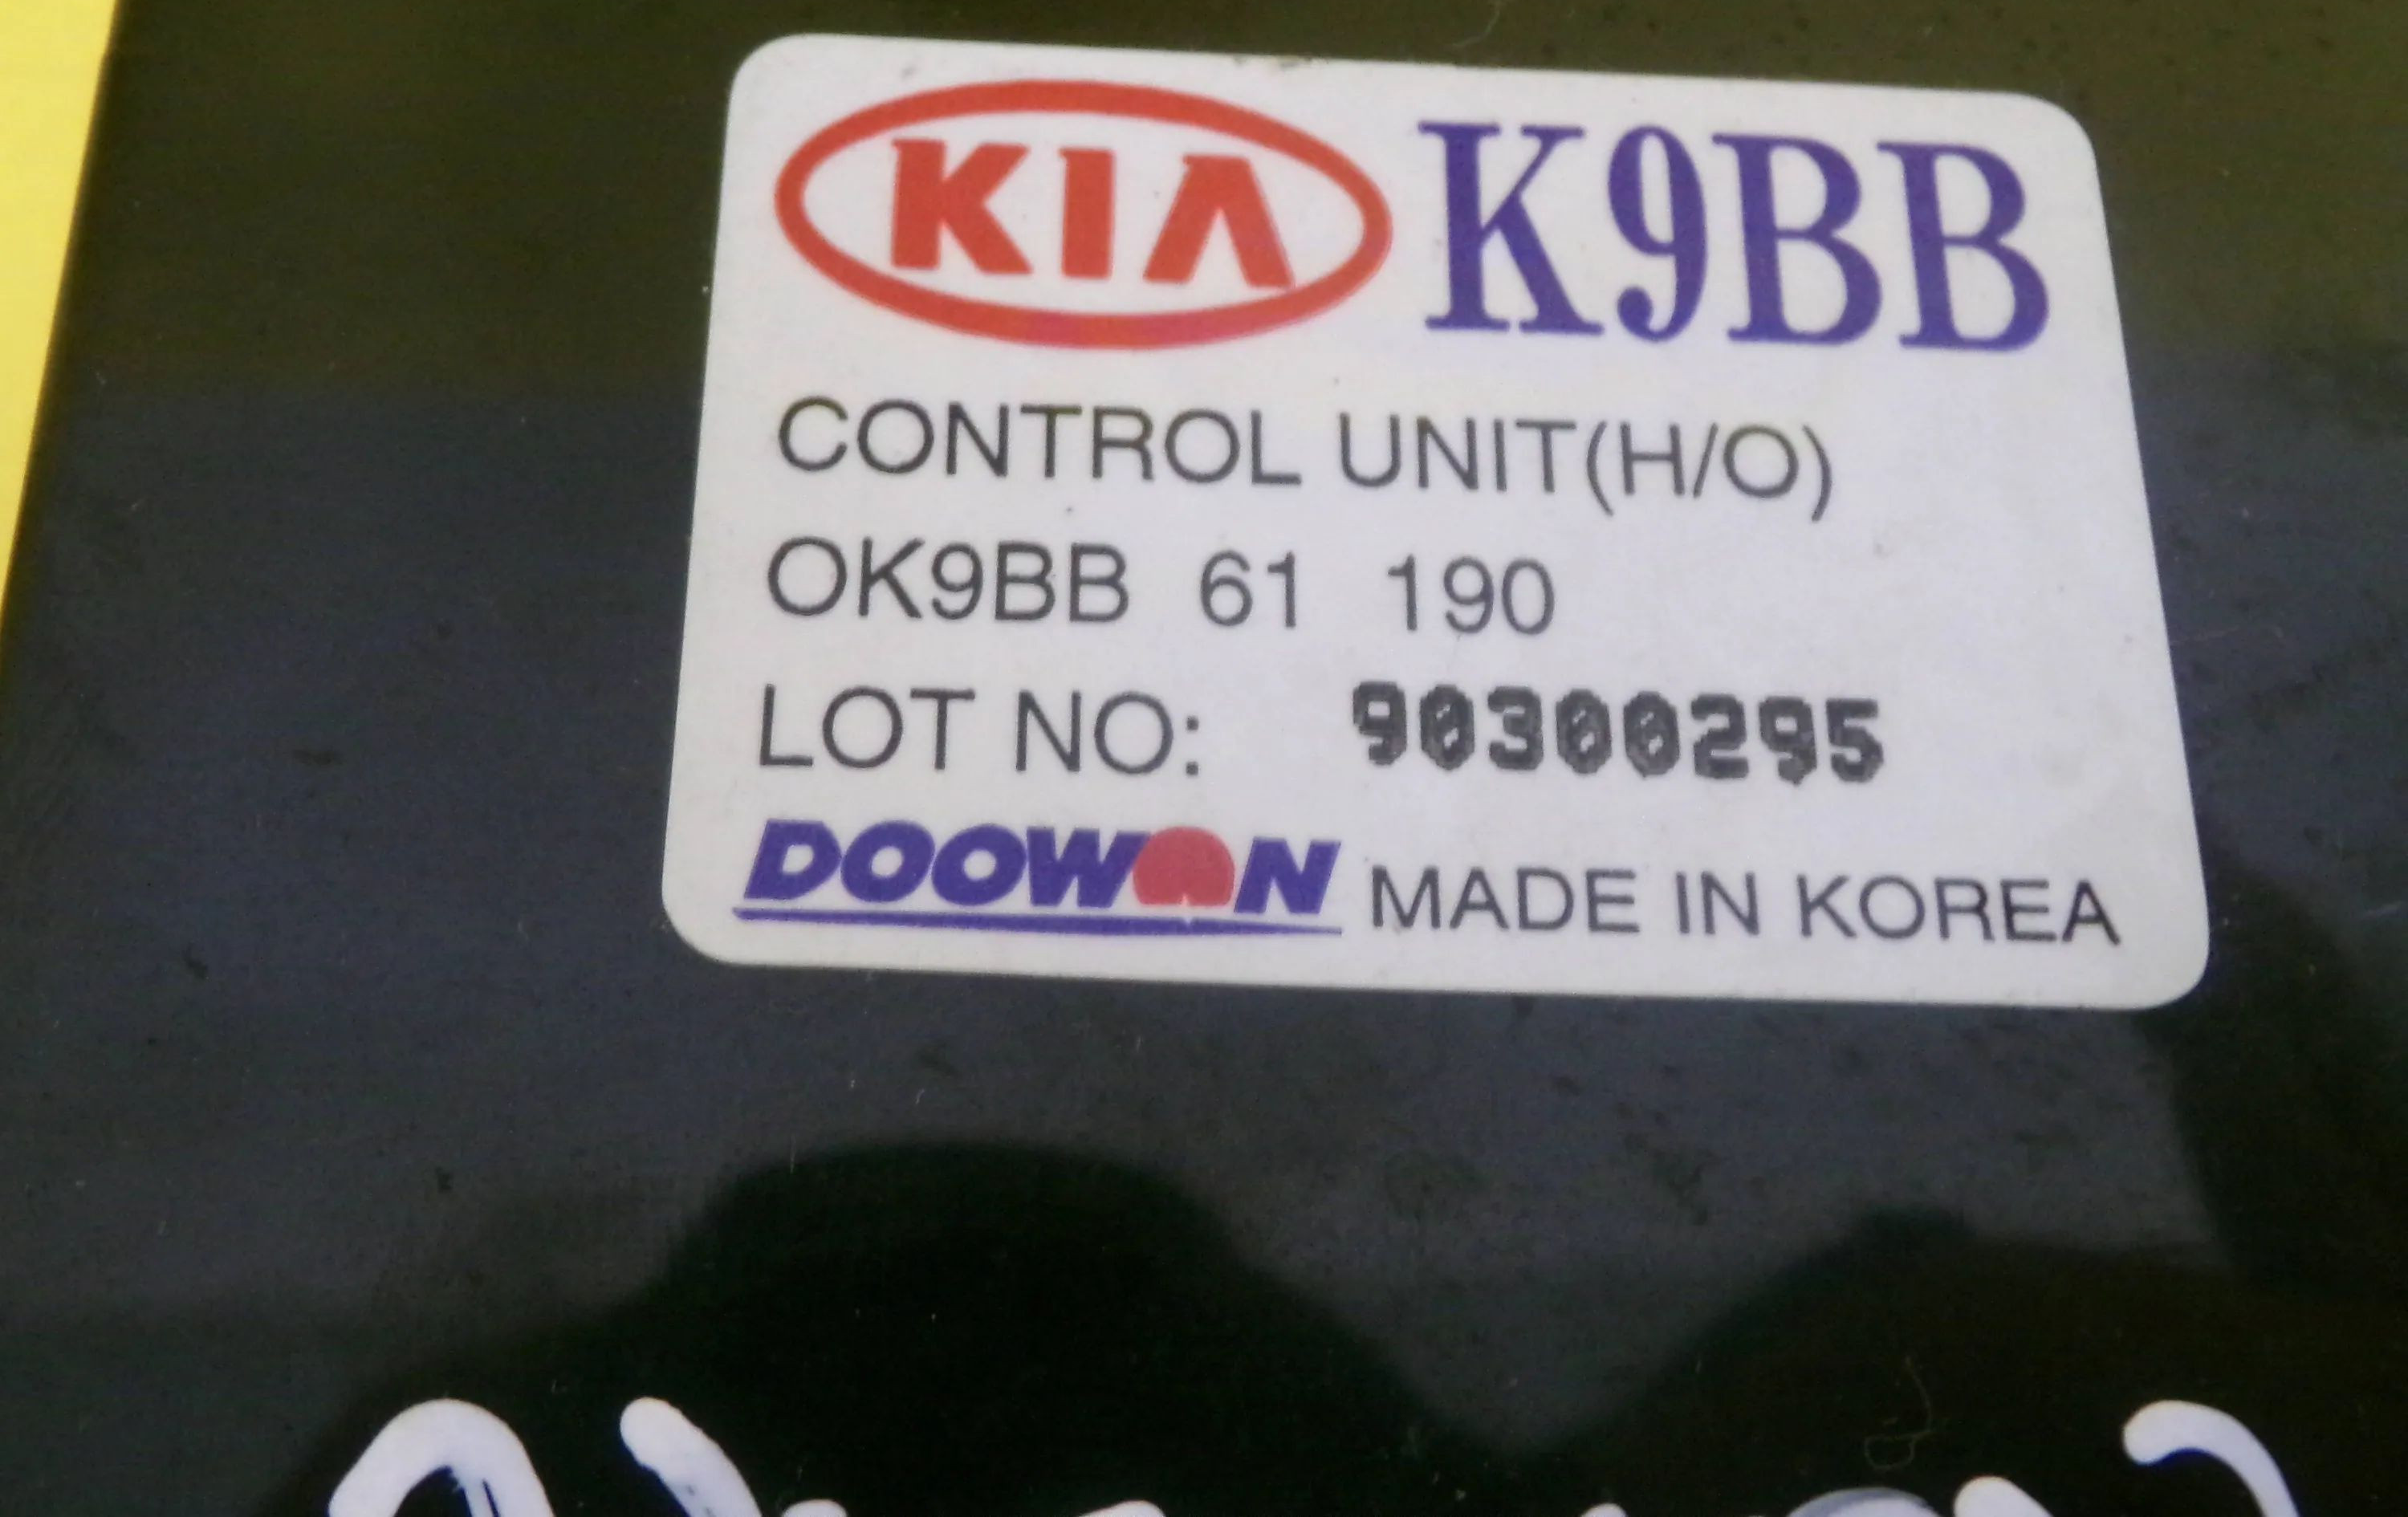 KIA K9BB
CONTROL UNIT(H/O)
OK9BB 61 190
LOT NO: 90300295
DOOWON MADE IN KOREA